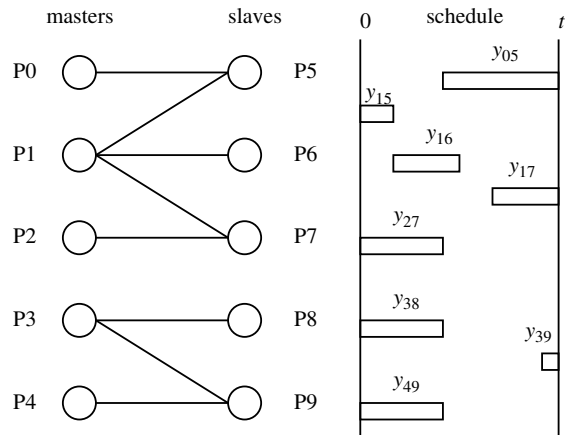 masters slaves 0 schedule t
y05
P0 P5
y15
y16
P1 P6
y17
y27
P2 P7
y38
P3 P8
y39
y49
P4 P9